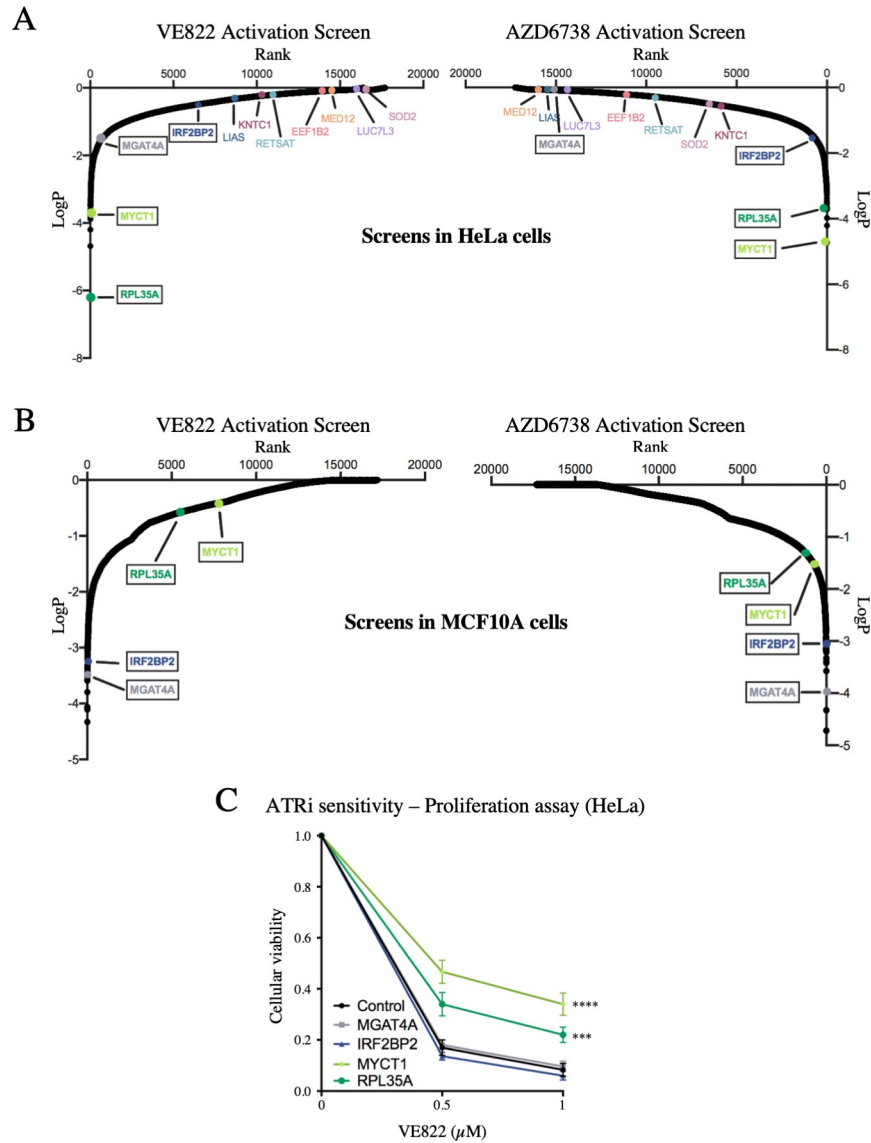 A
VE822 Activation Screen
AZD6738 Activation Screen
Rank
Rank
0 5000 10000 15000 20000
20000 15000 10000 5000 0
0
-2
-4
-6
-8
LogP
MGAT4A
IRF2BP2
LIAS
KNTC1
RETSAT
EEF1B2
MED12
LUC7L3
SOD2
MYCT1
RPL35A
Screens in HeLa cells
MED12
LIAS
MGAT4A
LUC7L3
EEF1B2
RETSAT
SOD2
KNTC1
IRF2BP2
RPL35A
MYCT1
0
-2
-4
-6
-8
LogP
B
VE822 Activation Screen
AZD6738 Activation Screen
Rank
Rank
0 5000 10000 15000 20000
20000 15000 10000 5000 0
0
-1
-2
-3
-4
-5
LogP
RPL35A
MYCT1
IRF2BP2
MGAT4A
Screens in MCF10A cells
RPL35A
MYCT1
IRF2BP2
MGAT4A
0
-1
-2
-3
-4
-5
LogP
C
ATRi sensitivity – Proliferation assay (HeLa)
1.0
0.8
0.6
0.4
0.2
0.0
Cellular viability
Control
MGAT4A
IRF2BP2
MYCT1
RPL35A
****
***
0 0.5 1
VE822 (µM)